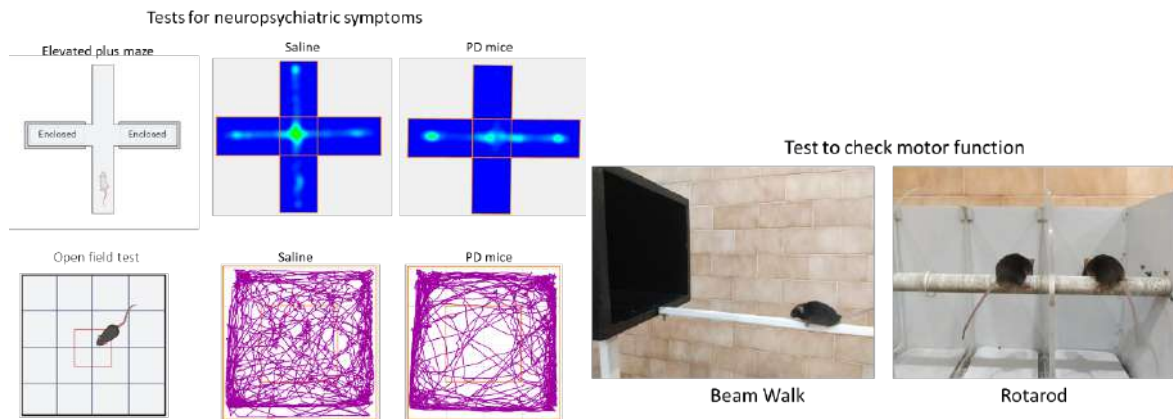 Tests for neuropsychiatric symptoms
Elevated plus maze
Saline
PD mice
Enclosed
Enclosed
Open field test
Saline
PD mice
Test to check motor function
Beam Walk
Rotarod